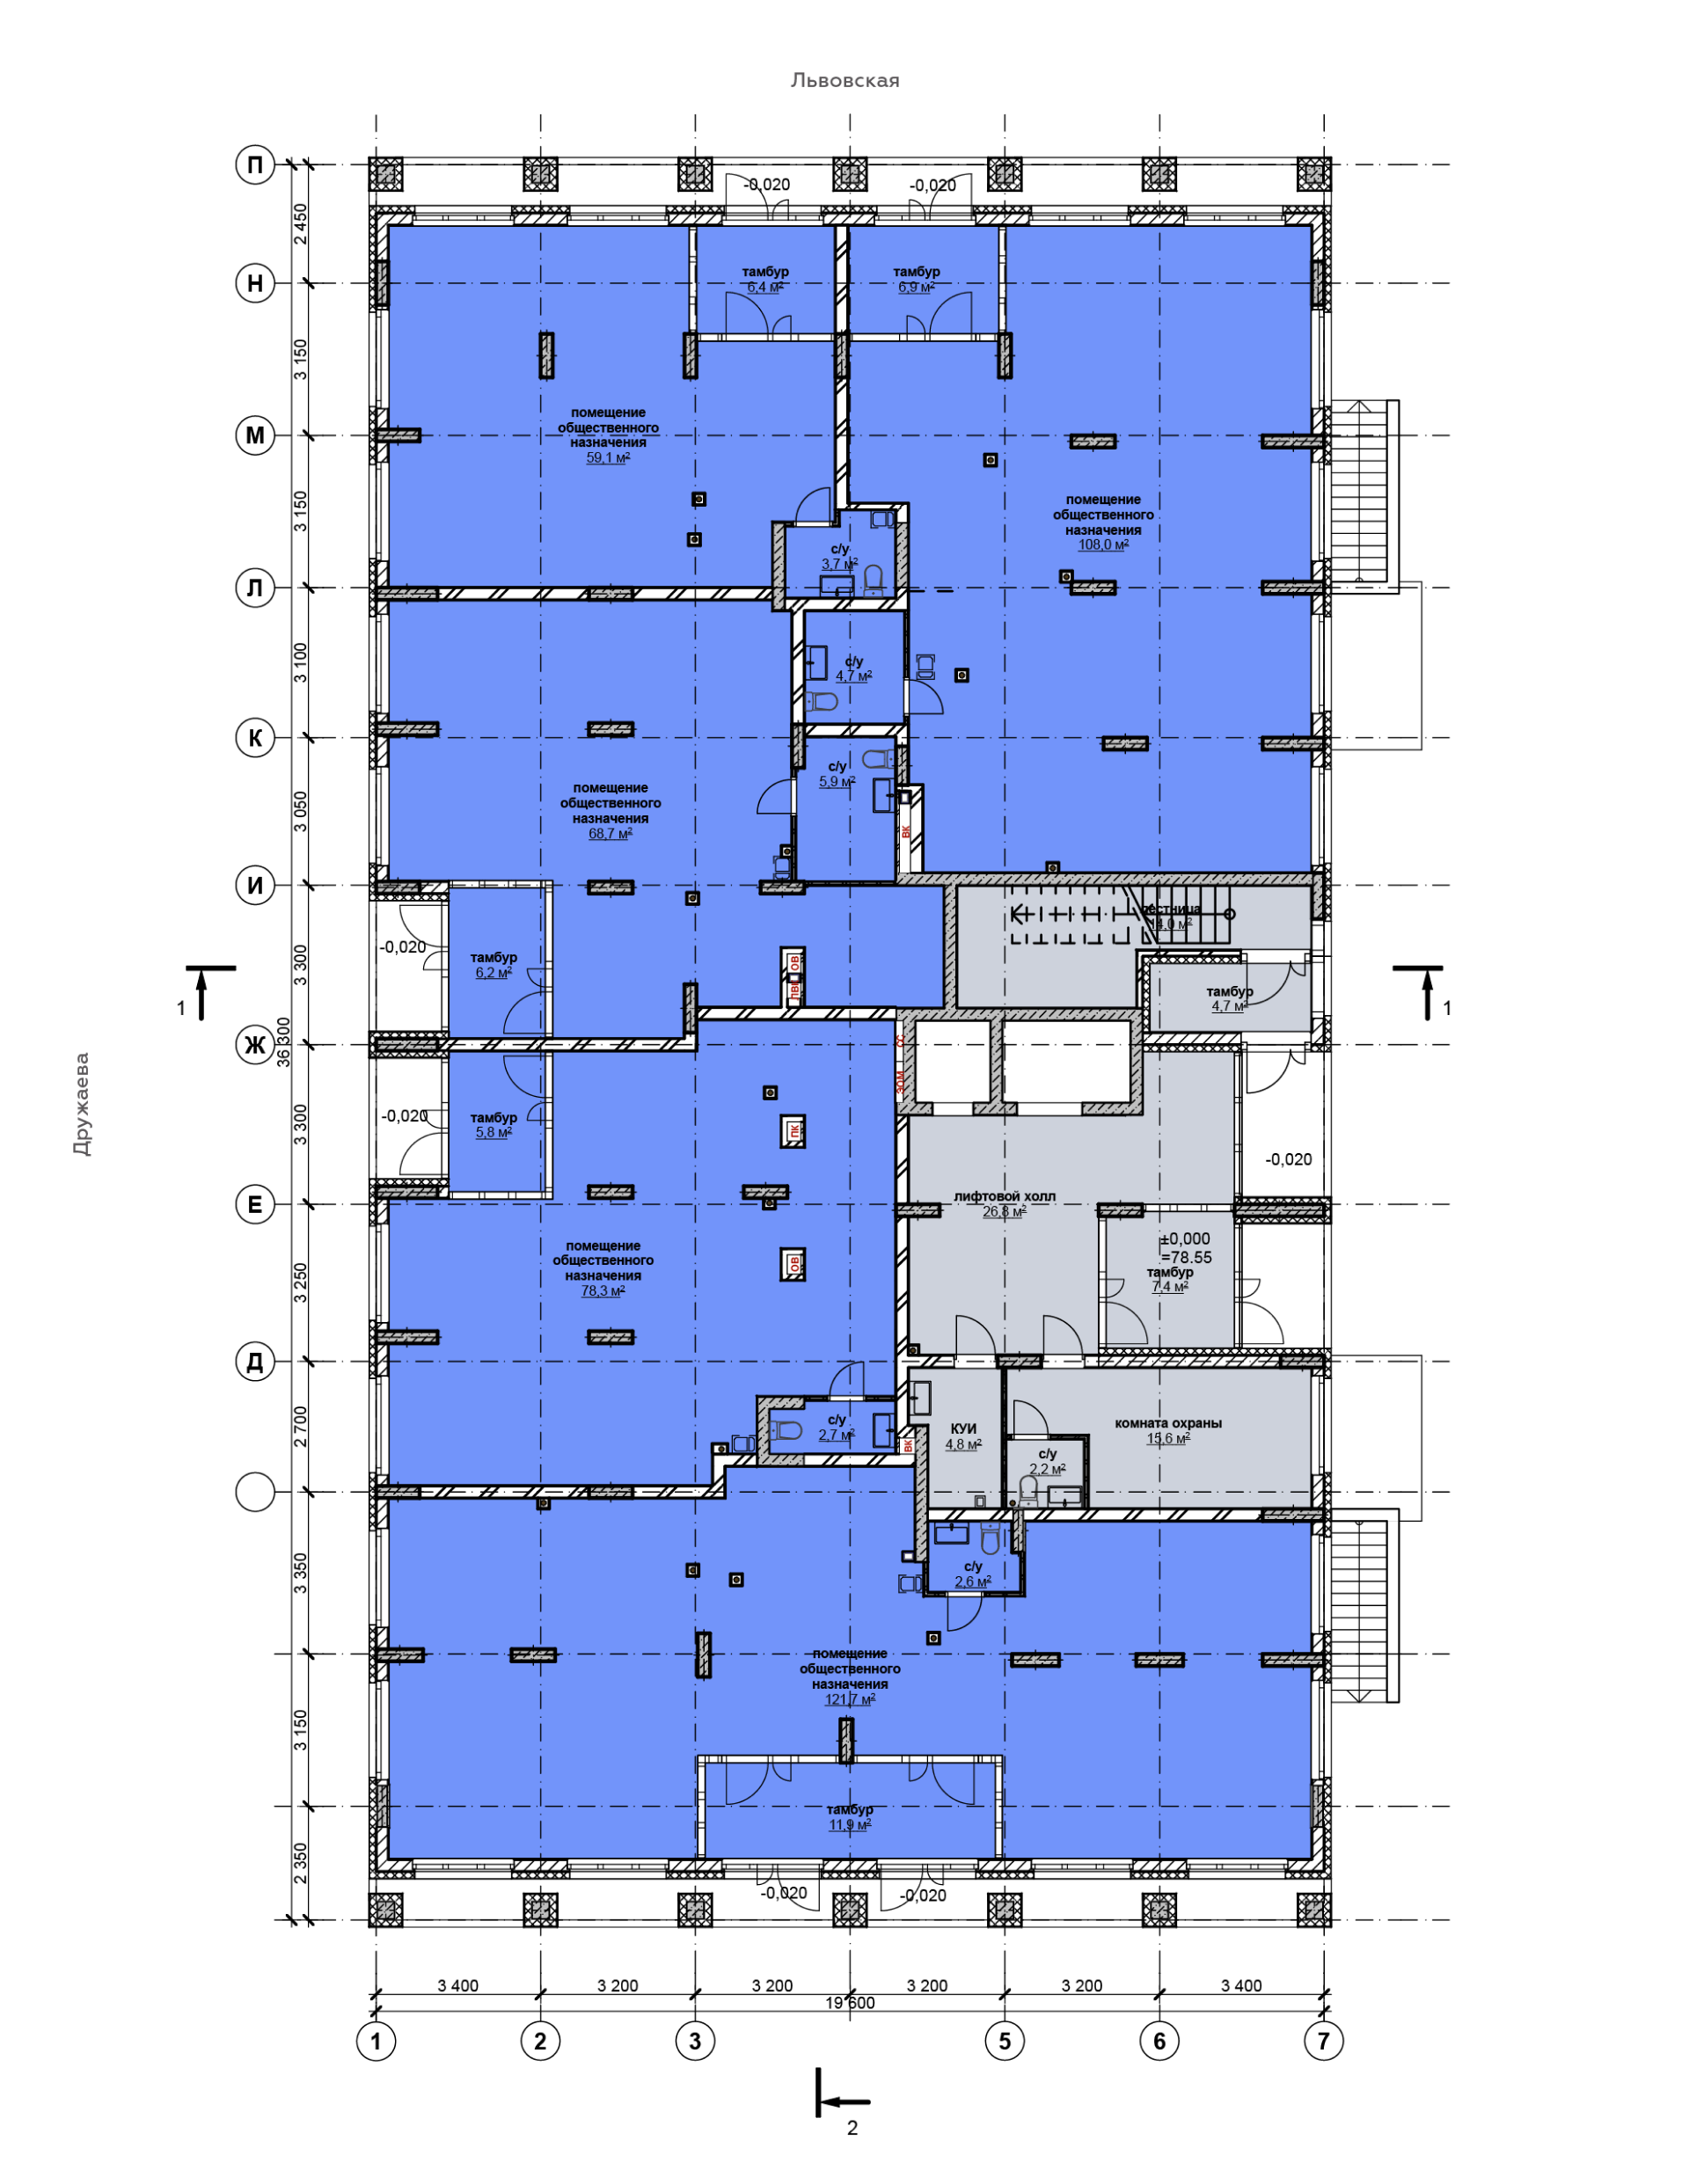 Львовская
П
-0,020
-0,020
2 450
Н
тамбур
6,4 м²
тамбур
6,9 м²
3 150
М
помещение
общественного
назначения
59,1 м²
3 150
помещение
общественного
назначения
108,0 м²
с/у
3,7 м²
Л
3 100
с/у
4,7 м²
К
с/у
5,9 м²
3 050
помещение
общественного
назначения
68,7 м²
ВК
И
-0,020
3 300
тамбур
6,2 м²
ОВ
тамбур
4,7 м²
1
1
Ж
36 300
СС
ЭОМ
Дружаева
-0,020
3 300
тамбур
5,8 м²
ПК
-0,020
Е
лифтовой холл
26,8 м²
±0,000
=78.55
тамбур
7,4 м²
3 250
помещение
общественного
назначения
78,3 м²
ОВ
Д
2 700
с/у
2,7 м²
ВК
КУИ
4,8 м²
комната охраны
15,6 м²
с/у
2,2 м²
3 350
с/у
2,6 м²
помещение
общественного
назначения
121,7 м²
3 150
тамбур
11,9 м²
2 350
-0,020
-0,020
3 400
3 200
3 200
3 200
3 200
3 400
19 600
1
2
3
5
6
7
2